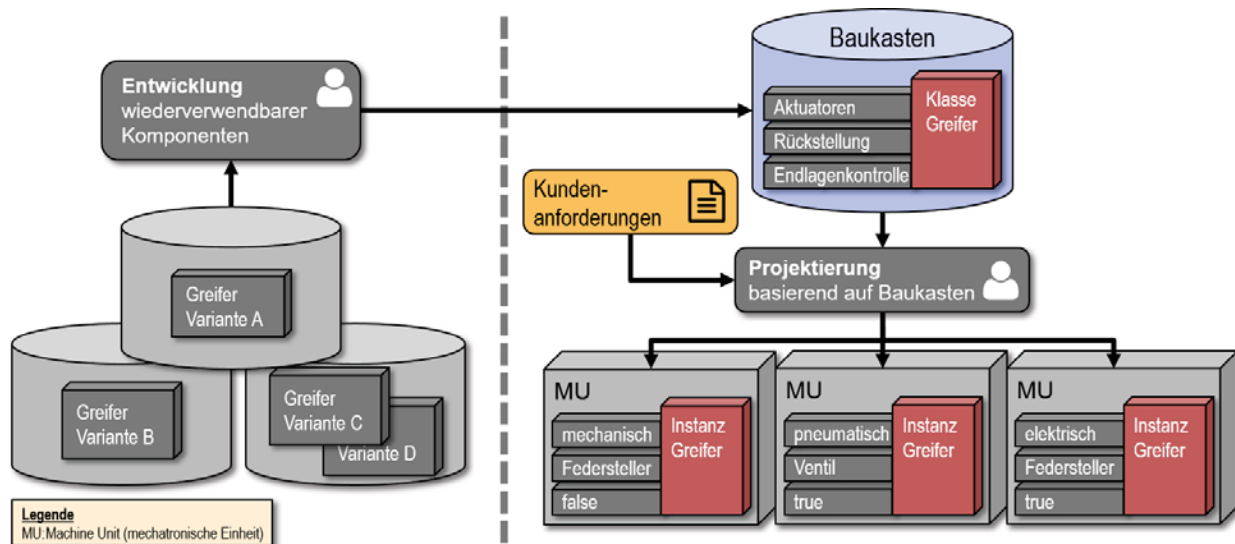 Entwicklung
wiederverwendbarer
Komponenten
Greifer
Variante A
Greifer
Variante B
Greifer
Variante C
Variante D
Legende
MU:Machine Unit (mechatronische Einheit)
Baukasten
Aktuatoren
Rückstellung
Endlagenkontrolle
Klasse
Greifer
Kunden-
anforderungen
Projektierung
basierend auf Baukasten
MU
mechanisch
Federsteller
false
Instanz
Greifer
MU
pneumatisch
Ventil
true
Instanz
Greifer
MU
elektrisch
Federsteller
true
Instanz
Greifer